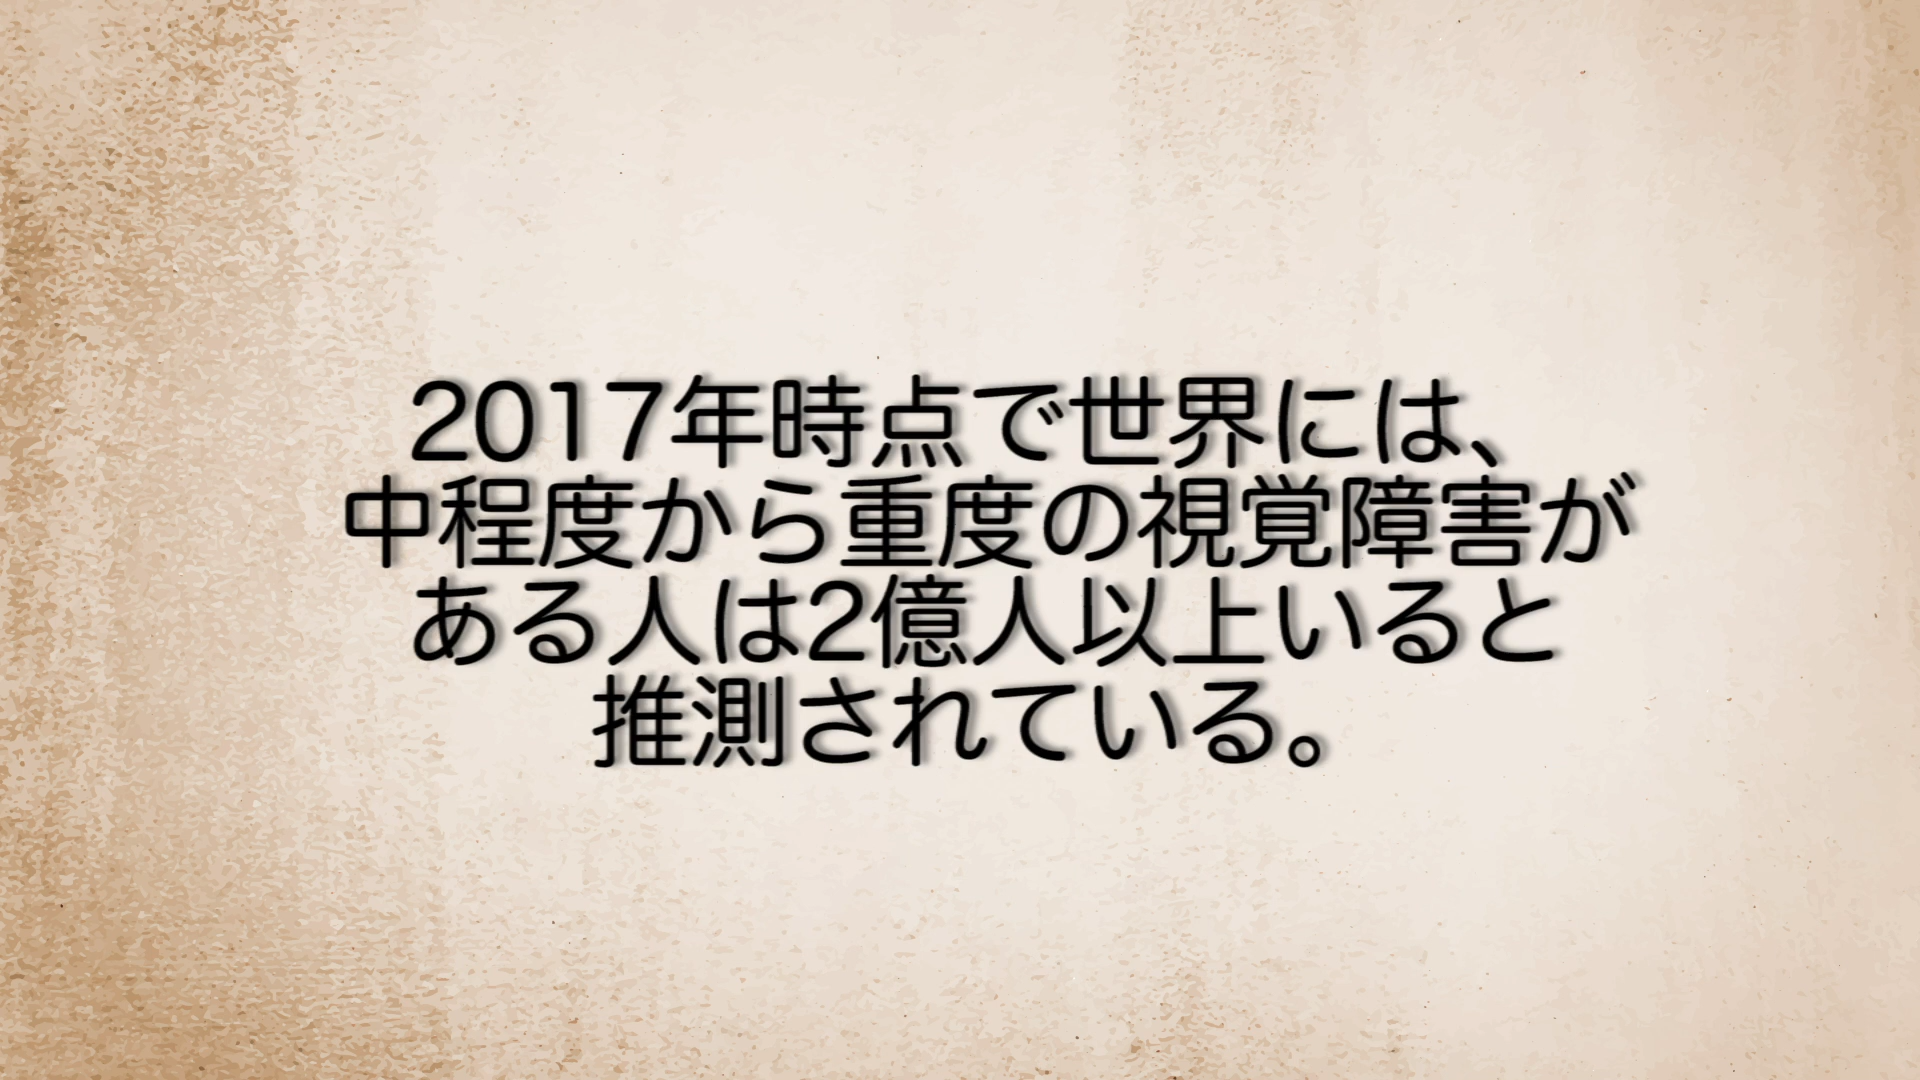 2017年時点で世界には、
中程度から重度の視覚障害が
ある人は2億人以上いると
推測されている。